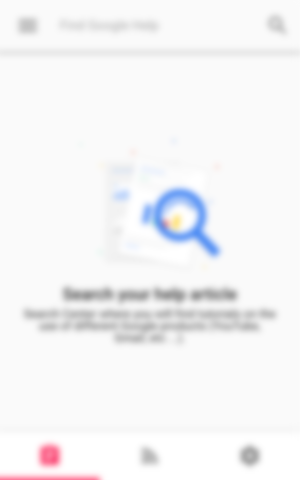 Find Google Help
Search your help article
Search Center where you will find tutorials on the
use of different Google products (YouTube,
Gmail, etc. ...)